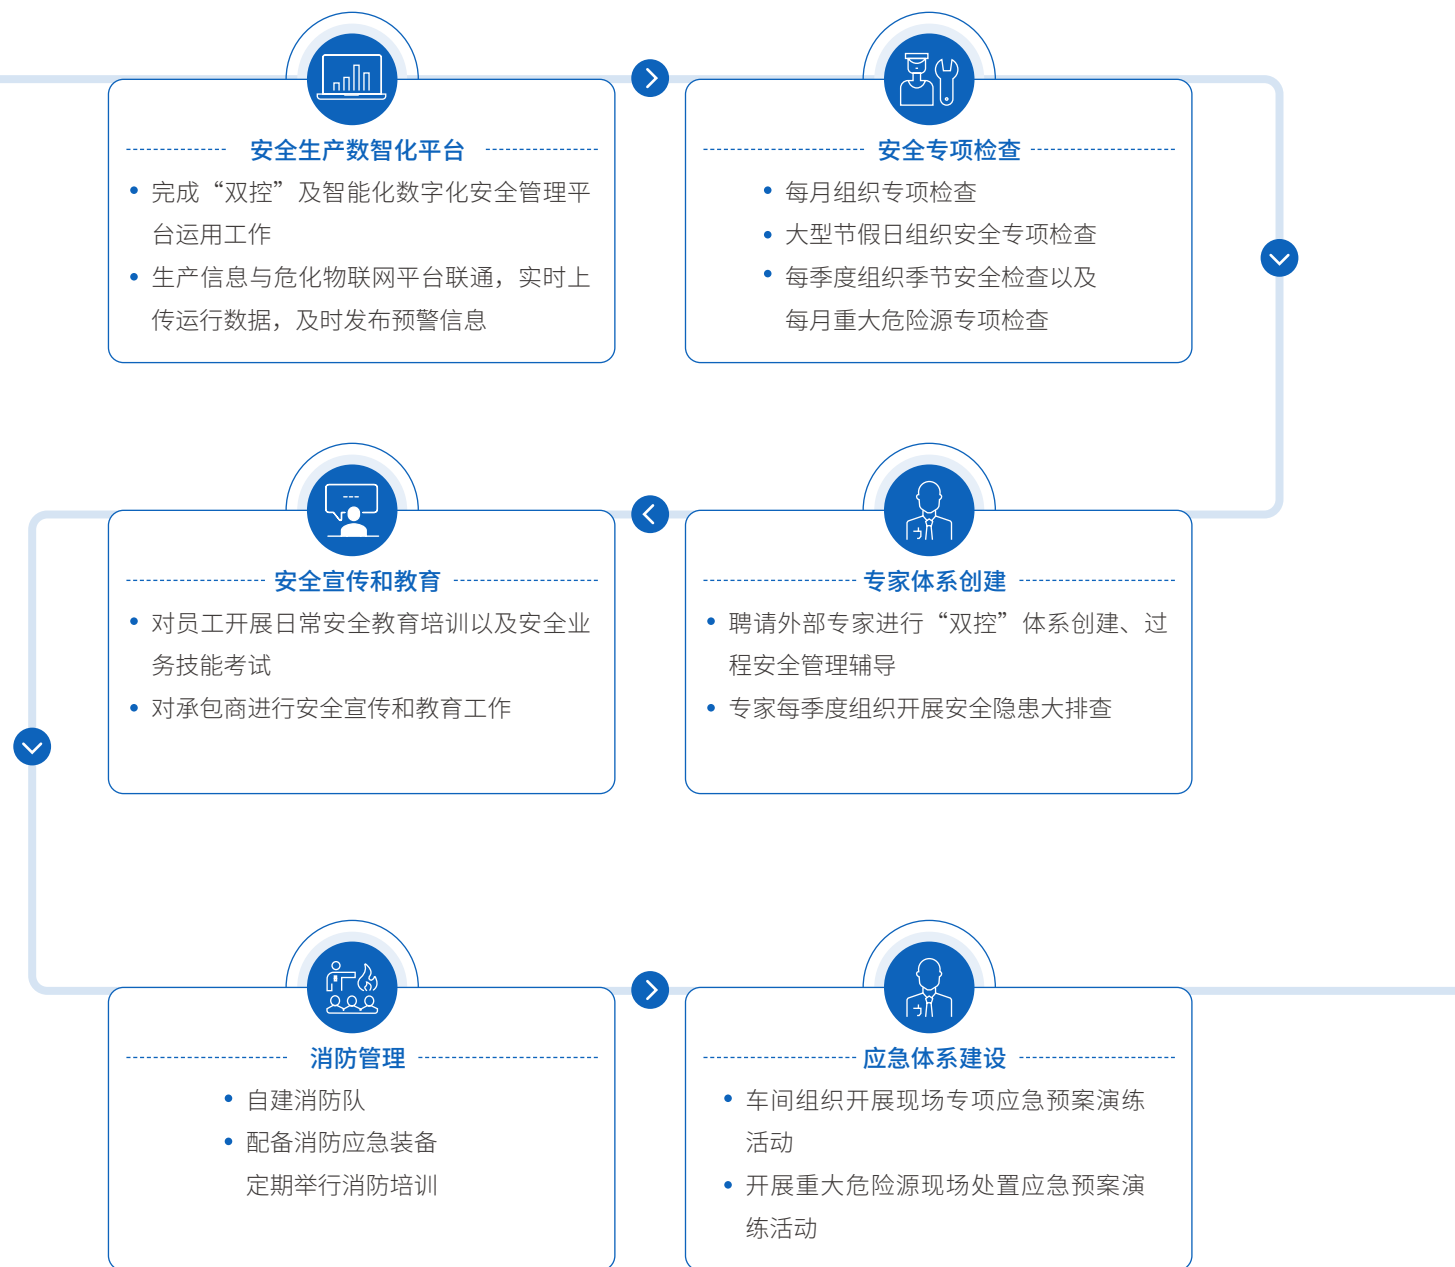 安全生产数智化平台
完成“双控”及智能化数字化安全管理平
台运用工作
生产信息与危化物联网平台联通，实时上
传运行数据，及时发布预警信息
安全专项检查
每月组织专项检查
大型节假日组织安全专项检查
每季度组织季节安全检查以及
每月重大危险源专项检查
专家体系创建
聘请外部专家进行“双控”体系创建、过
程安全管理辅导
专家每季度组织开展安全隐患大排查
安全宣传和教育
对员工开展日常安全教育培训以及安全业
务技能考试
对承包商进行安全宣传和教育工作
消防管理
自建消防队
配备消防应急装备
定期举行消防培训
应急体系建设
车间组织开展现场专项应急预案演练
活动
开展重大危险源现场处置应急预案演
练活动